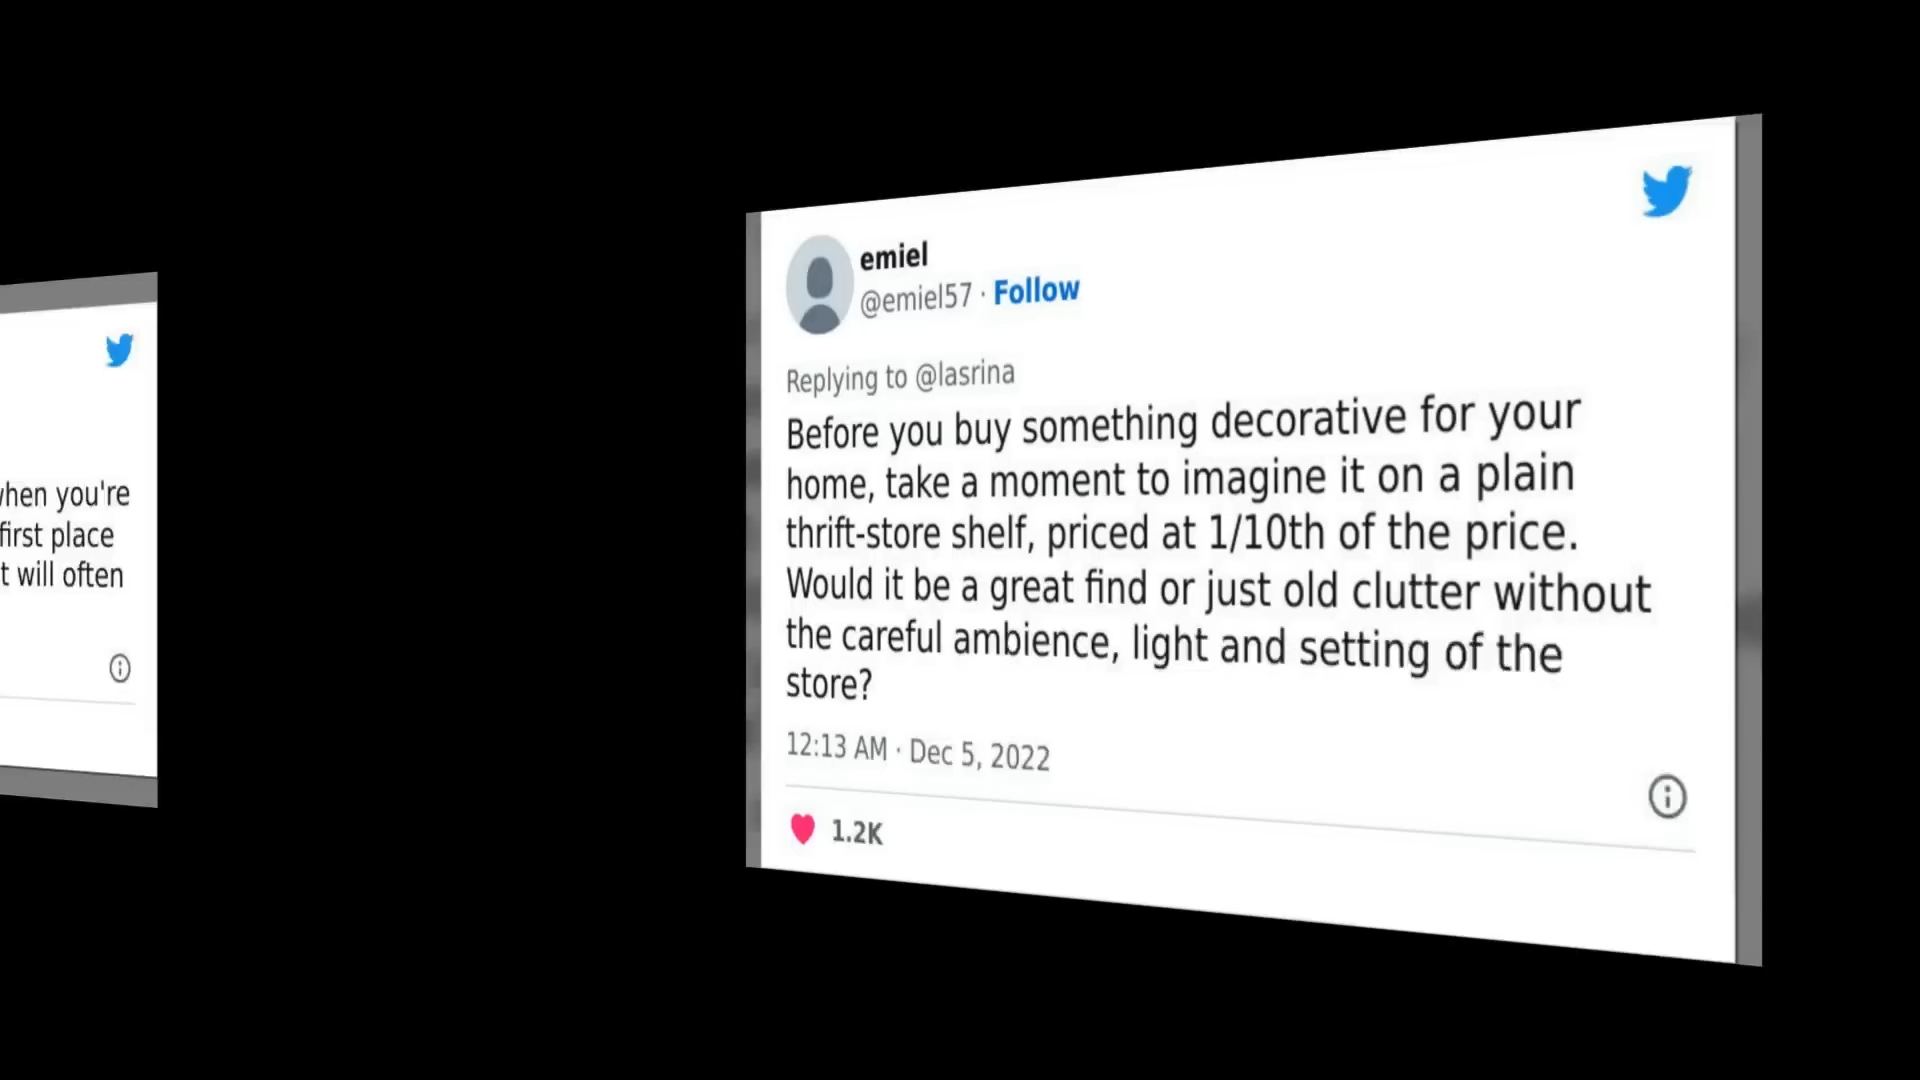 when you're
first place
t will often
emiel
@emiel57 · Follow
Replying to @lasrina
Before you buy something decorative for your
home, take a moment to imagine it on a plain
thrift-store shelf, priced at 1/10th of the price.
Would it be a great find or just old clutter without
the careful ambience, light and setting of the
store?
12:13 AM · Dec 5, 2022
1.2K